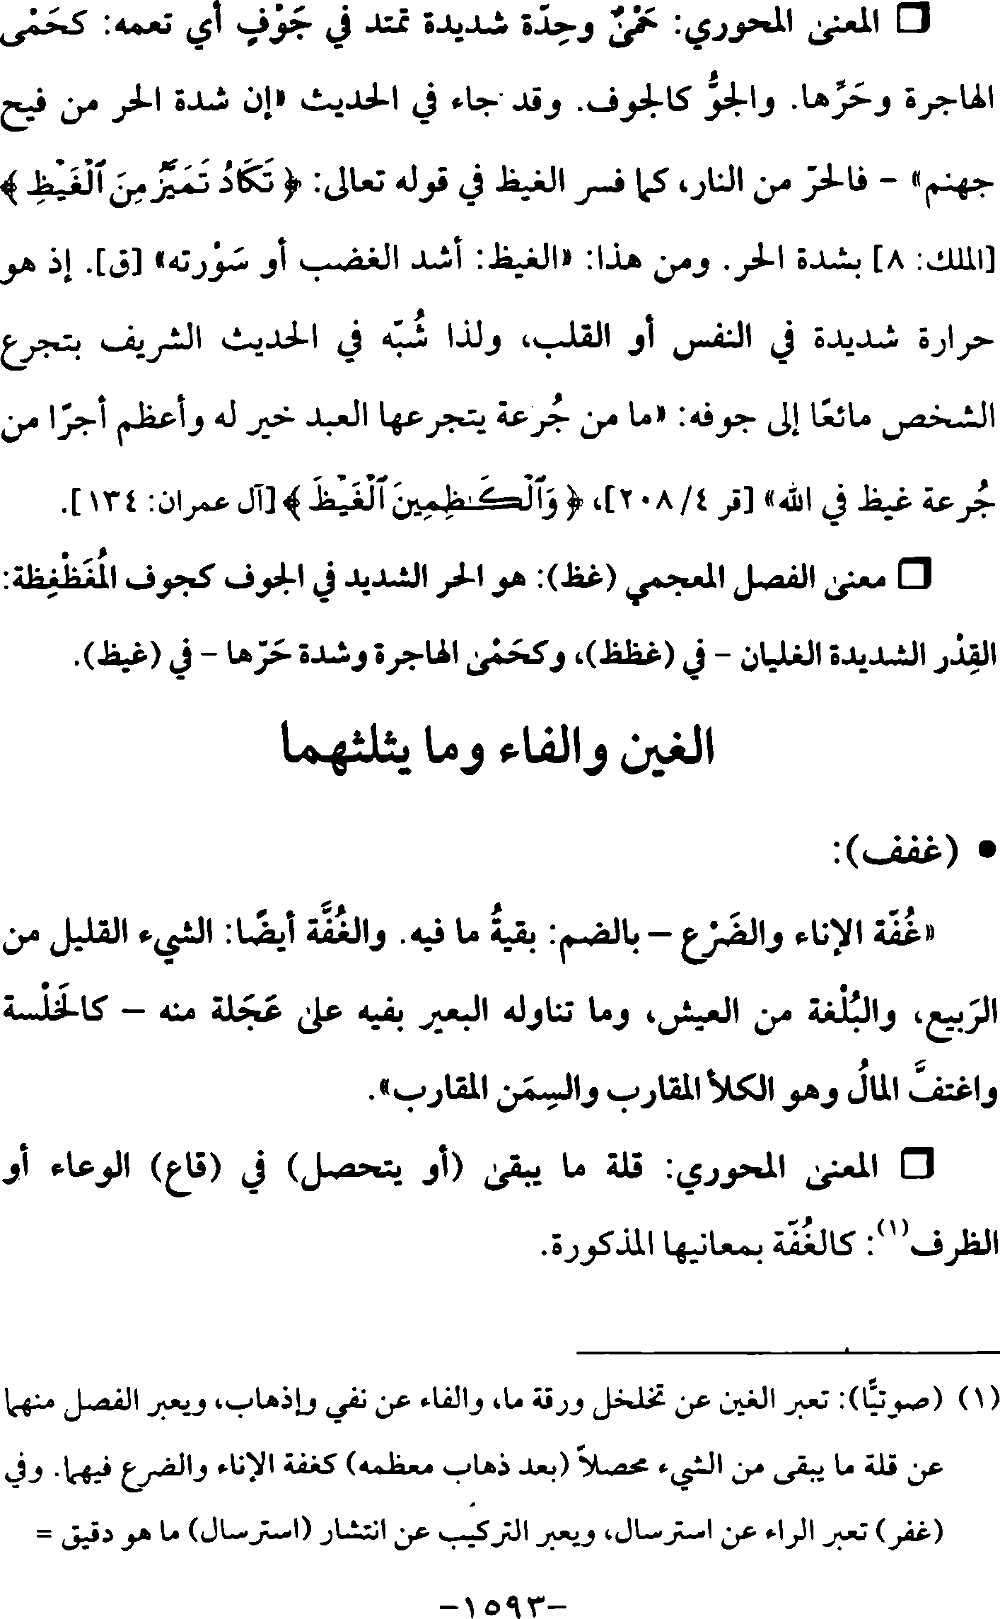 ❒ المعنى المحوري: حَمْىٌ وحِدّة شديدة تمتد في جَوْفٍ أي تعمه: كحَمْى
الهاجرة وحَرِّها. والجوُّ كالجوف. وقد جاء في الحديث «إن شدة الحر من فيح
جهنم» – فالحرّ من النار، كما فسر الغيظ في قوله تعالى: ﴿ تَكَادُ تَمَيَّزُ مِنَ ٱلْغَيْظِ ﴾
[الملك: ٨] بشدة الحر. ومن هذا: «الغيظ: أشد الغضب أو سَوْرته» [ق]. إذ هو
حرارة شديدة في النفس أو القلب، ولذا شُبّه في الحديث الشريف بتجرع
الشخص مائعًا إلى جوفه: «ما من جُرعة يتجرعها العبد خير له وأعظم أجرًا من
جُرعة غيظ في الله» [قر ٤/ ٢٠٨]، ﴿ وَٱلْكَـٰظِمِينَ ٱلْغَيْظَ ﴾ [آل عمران: ١٣٤].
❒ معنى الفصل المعجمي (غظ): هو الحر الشديد في الجوف كجوف المُغَظْغِظة:
القِدْر الشديدة الغليان – في (غظظ)، وكحَمْىٰ الهاجرة وشدة حَرّها – في (غيظ).
الغين والفاء وما يثلثهما
• (غفف):
«غُفّة الإناء والضَرْع – بالضم: بقيةُ ما فيه. والغُفَّة أيضًا: الشيء القليل من
الرَبيع، والبُلْغة من العيش، وما تناوله البعير بفيه على عَجَلة منه – كالخَلْسة
واغتفَّ المالُ وهو الكلأ المقارب والسِمَن المقارب».
❒ المعنى المحوري: قلة ما يبقىٰ (أو يتحصل) في (قاع) الوعاء أو
الظرف(١): كالغُفّة بمعانيها المذكورة.
(١) (صوتيًّا): تعبر الغين عن تخلخل ورقة ما، والفاء عن نفي وإذهاب، ويعبر الفصل منهما
عن قلة ما يبقى من الشيء محصلاً (بعد ذهاب معظمه) كغفة الإناء والضرع فيهما. وفي
(غفر) تعبر الراء عن استرسال، ويعبر التركيب عن انتشار (استرسال) ما هو دقيق =
-١٥٩٣-